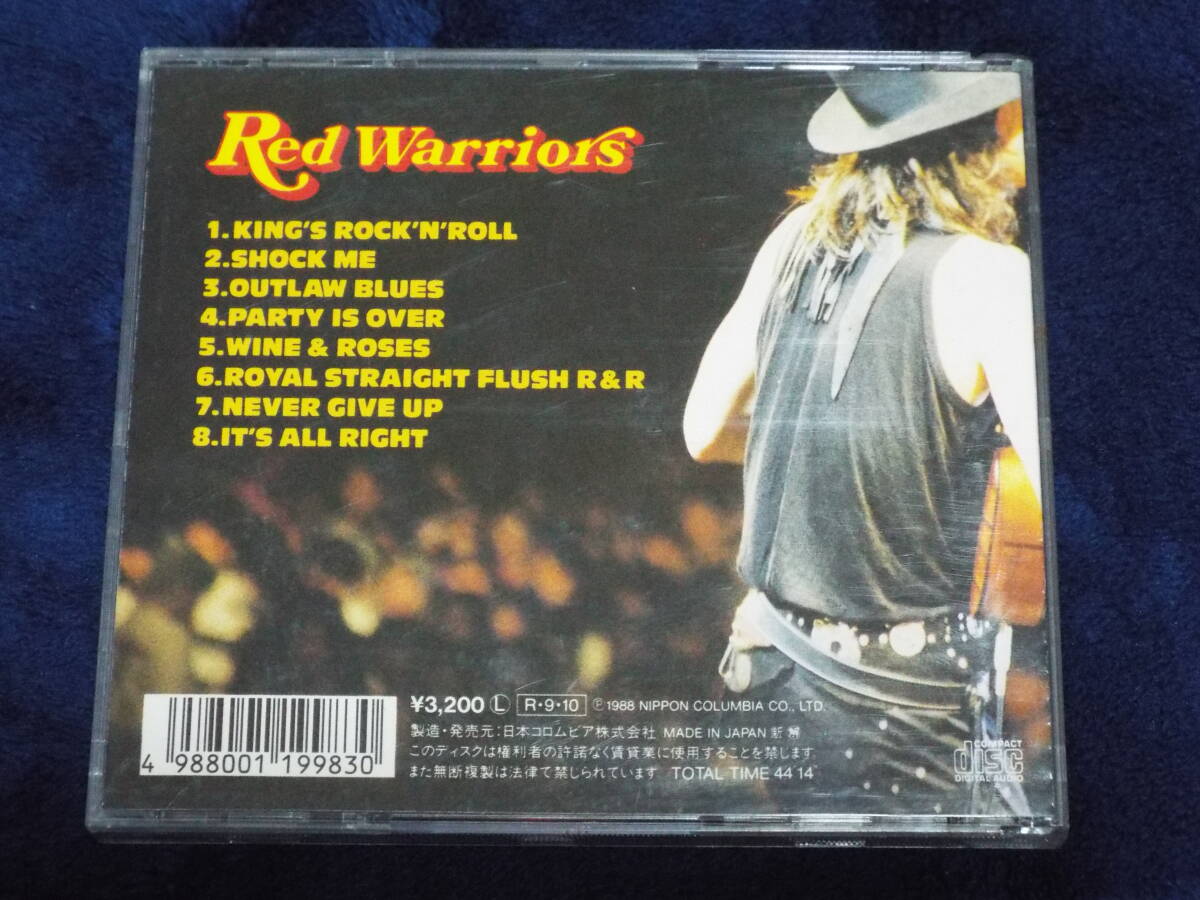 Red Warriors
1.KING'S ROCK'N'ROLL
2.SHOCK ME
3.OUTLAW BLUES
4.PARTY IS OVER
5.WINE & ROSES
6.ROYAL STRAIGHT FLUSH R&R
7.NEVER GIVE UP
8.IT'S ALL RIGHT
¥3,200 Ⓛ R・9・10 ℗1988 NIPPON COLUMBIA CO., LTD.
製造・発売元:日本コロムビア株式会社 MADE IN JAPAN 新
このディスクは権利者の許諾なく賃貸業に使用することを禁じます
また無断複製は法律で禁じられています TOTAL TIME 44 14
4 988001 199830
COMPACT
disc
DIGITAL AUDIO